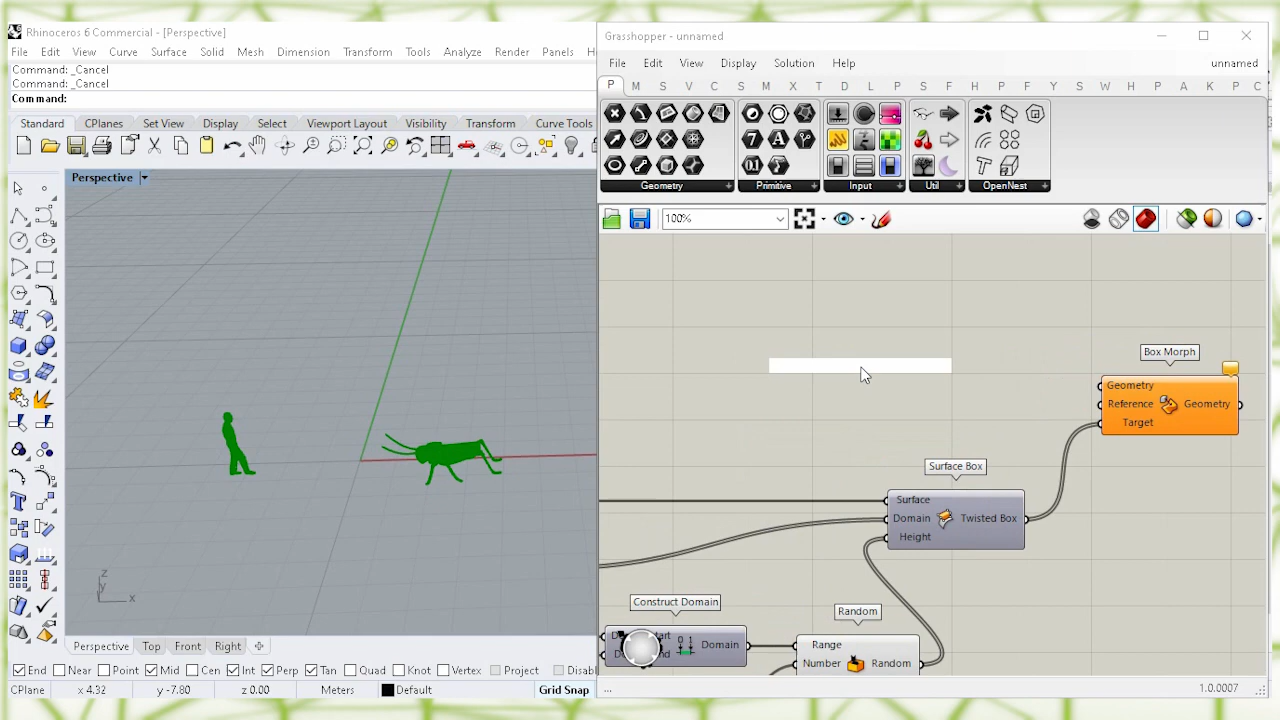 Rhinoceros 6 Commercial - [Perspective]
File Edit View Curve Surface Solid Mesh Dimension Transform Tools Analyze Render Panels
Command: _Cancel
Command: _Cancel
Command:
Standard CPlanes Set View Display Select Viewport Layout Visibility Transform Curve Tools
Perspective
z
y
x
Perspective Top Front Right
End Near Point Mid Cen Int Perp Tan Quad Knot Vertex Project
CPlane x 4.32 y -7.80 z 0.00 Meters Default Grid Snap
Grasshopper - unnamed
File Edit View Display Solution Help unnamed
P M S V C S M X T D L P S F S W H P A K P C
Geometry Primitive Input Util OpenNest
100%
Box Morph
Geometry
Reference Geometry
Target
Surface Box
Surface
Domain Twisted Box
Height
Construct Domain
Domain
Random
Range
Number Random
... 1.0.0007